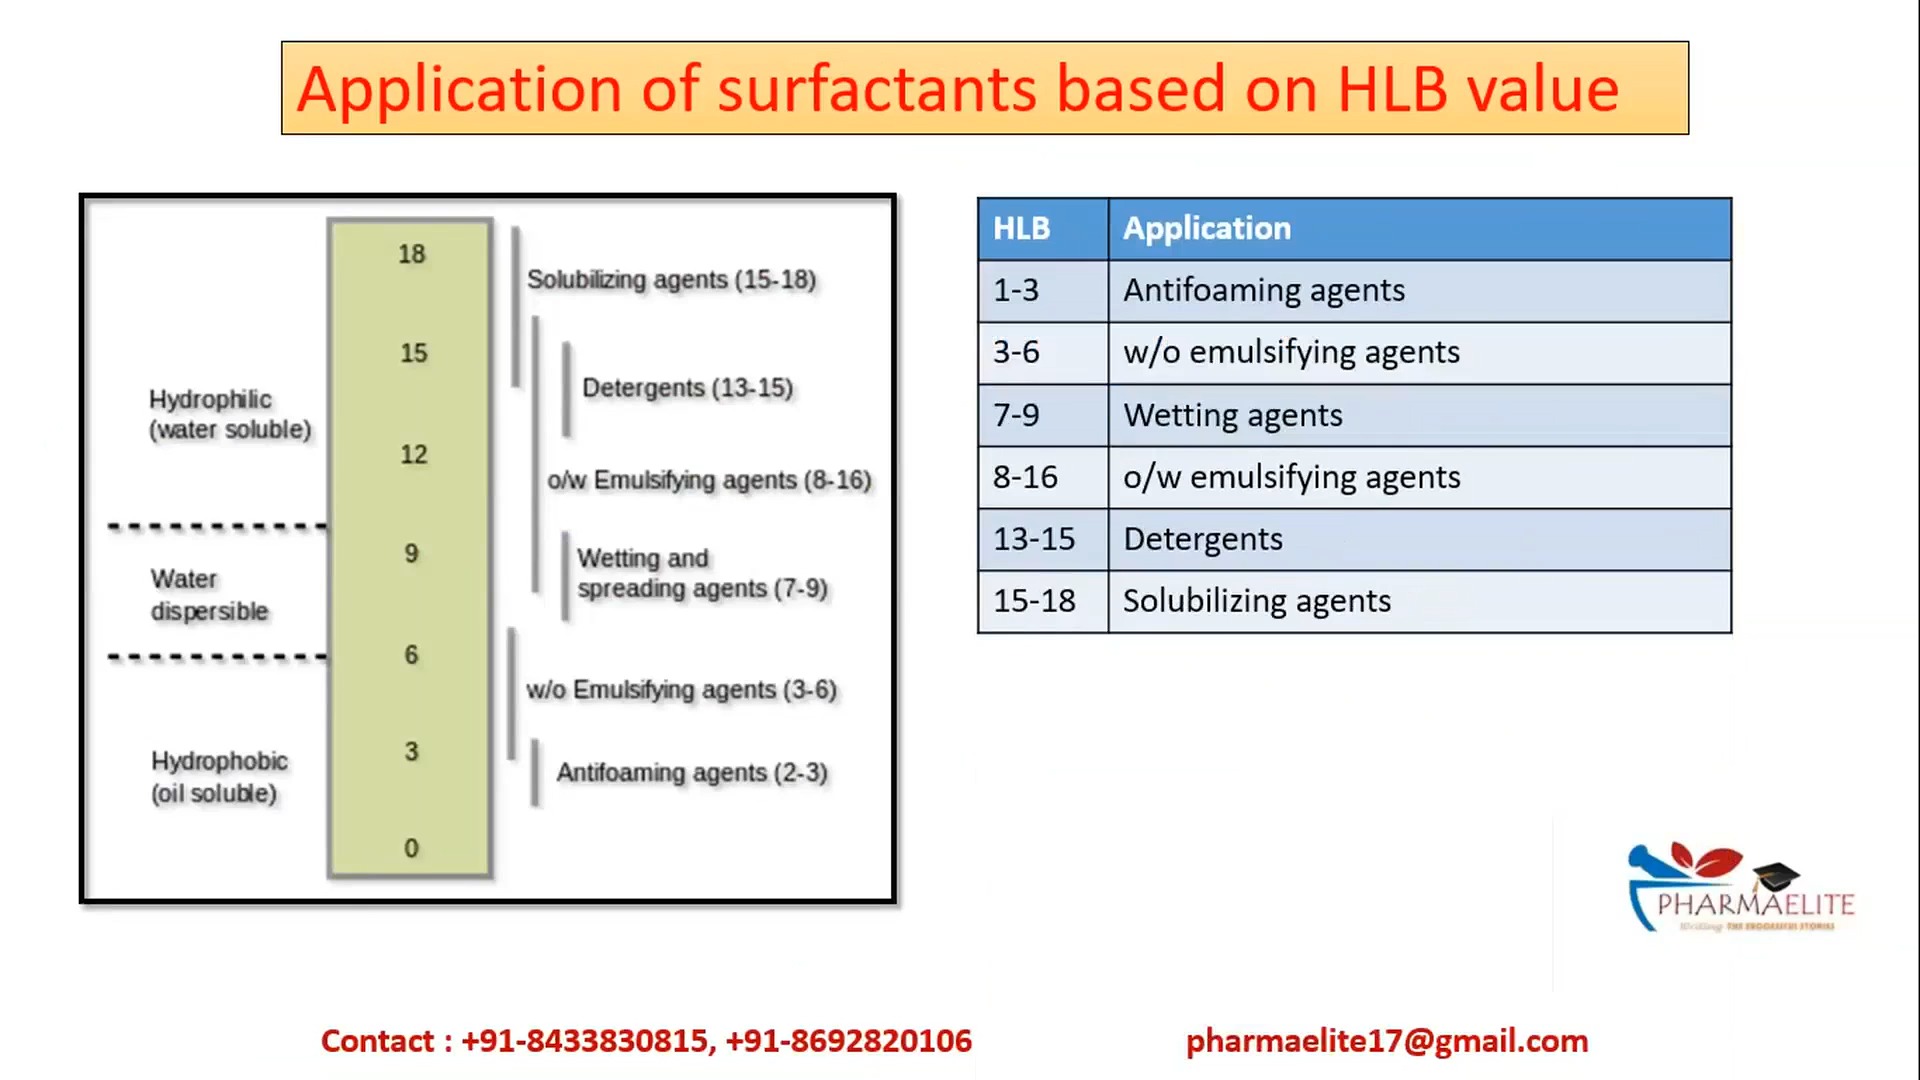 Application of surfactants based on HLB value
18
15
12
9
6
3
0
Hydrophilic
(water soluble)
Water
dispersible
Hydrophobic
(oil soluble)
Solubilizing agents (15-18)
Detergents (13-15)
o/w Emulsifying agents (8-16)
Wetting and
spreading agents (7-9)
w/o Emulsifying agents (3-6)
Antifoaming agents (2-3)
HLB Application
1-3 Antifoaming agents
3-6 w/o emulsifying agents
7-9 Wetting agents
8-16 o/w emulsifying agents
13-15 Detergents
15-18 Solubilizing agents
PHARMAELITE
Contact : +91-8433830815, +91-8692820106 pharmaelite17@gmail.com